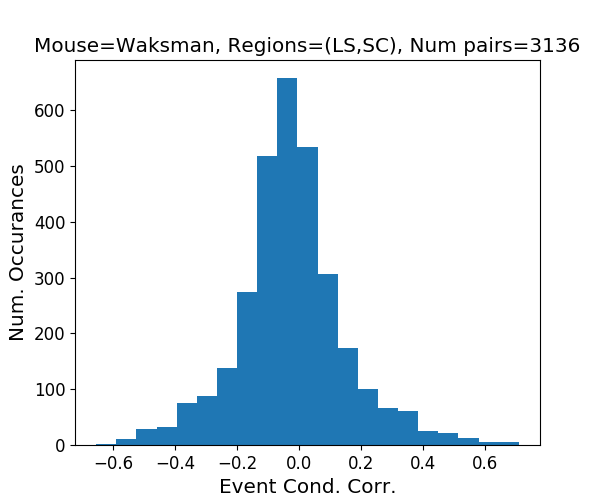 Mouse=Waksman, Regions=(LS,SC), Num pairs=3136
600
500
400
300
200
100
0
Num. Occurances
−0.6 −0.4 −0.2 0.0 0.2 0.4 0.6
Event Cond. Corr.